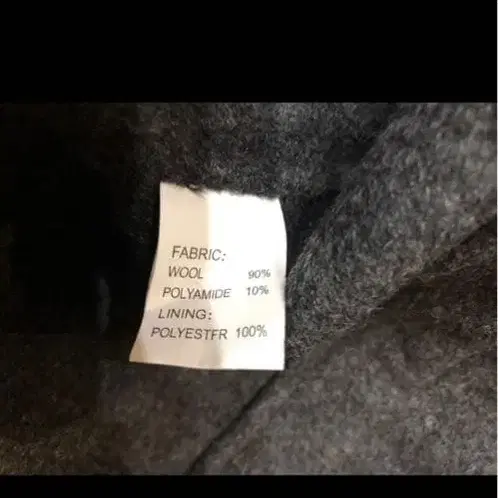 FABRIC:
WOOL 90%
POLYAMIDE 10%
LINING:
POLYESTFR 100%